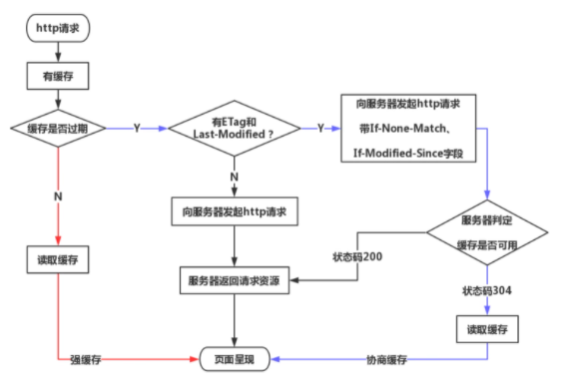 http请求
有缓存
缓存是否过期
Y
有ETag和
Last-Modified？
Y
向服务器发起http请求
带If-None-Match、
If-Modified-Since字段
N
N
向服务器发起http请求
服务器判定
缓存是否可用
读取缓存
状态码200
服务器返回请求资源
状态码304
读取缓存
强缓存
页面呈现
协商缓存